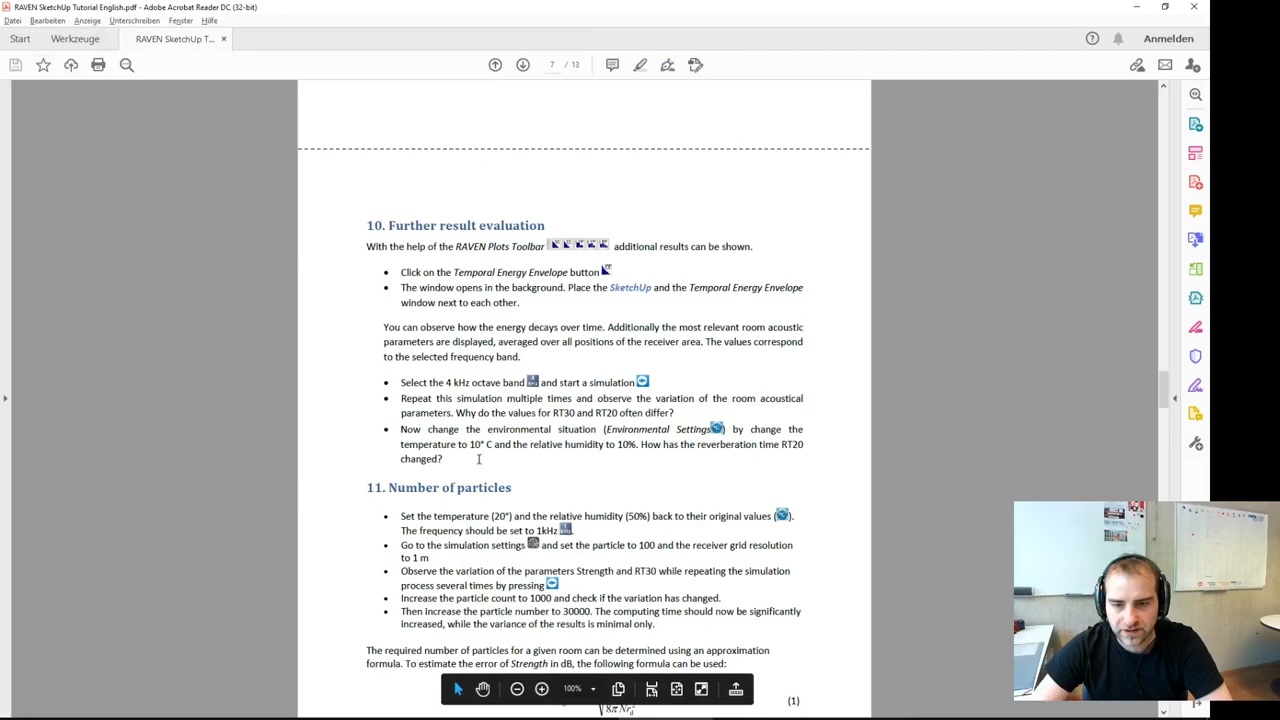 RAVEN SketchUp Tutorial English.pdf - Adobe Acrobat Reader DC (32-bit)
Datei Bearbeiten Anzeige Unterschreiben Fenster Hilfe
Start Werkzeuge RAVEN SketchUp T... × Anmelden
7 / 13
10. Further result evaluation
With the help of the RAVEN Plots Toolbar additional results can be shown.
• Click on the Temporal Energy Envelope button
• The window opens in the background. Place the SketchUp and the Temporal Energy Envelope
window next to each other.
You can observe how the energy decays over time. Additionally the most relevant room acoustic
parameters are displayed, averaged over all positions of the receiver area. The values correspond
to the selected frequency band.
• Select the 4 kHz octave band and start a simulation
• Repeat this simulation multiple times and observe the variation of the room acoustical
parameters. Why do the values for RT30 and RT20 often differ?
• Now change the environmental situation (Environmental Settings ) by change the
temperature to 10° C and the relative humidity to 10%. How has the reverberation time RT20
changed?
11. Number of particles
• Set the temperature (20°) and the relative humidity (50%) back to their original values ( ).
The frequency should be set to 1kHz .
• Go to the simulation settings and set the particle to 100 and the receiver grid resolution
to 1 m
• Observe the variation of the parameters Strength and RT30 while repeating the simulation
process several times by pressing
• Increase the particle count to 1000 and check if the variation has changed.
• Then increase the particle number to 30000. The computing time should now be significantly
increased, while the variance of the results is minimal only.
The required number of particles for a given room can be determined using an approximation
formula. To estimate the error of Strength in dB, the following formula can be used:
100%
(1)